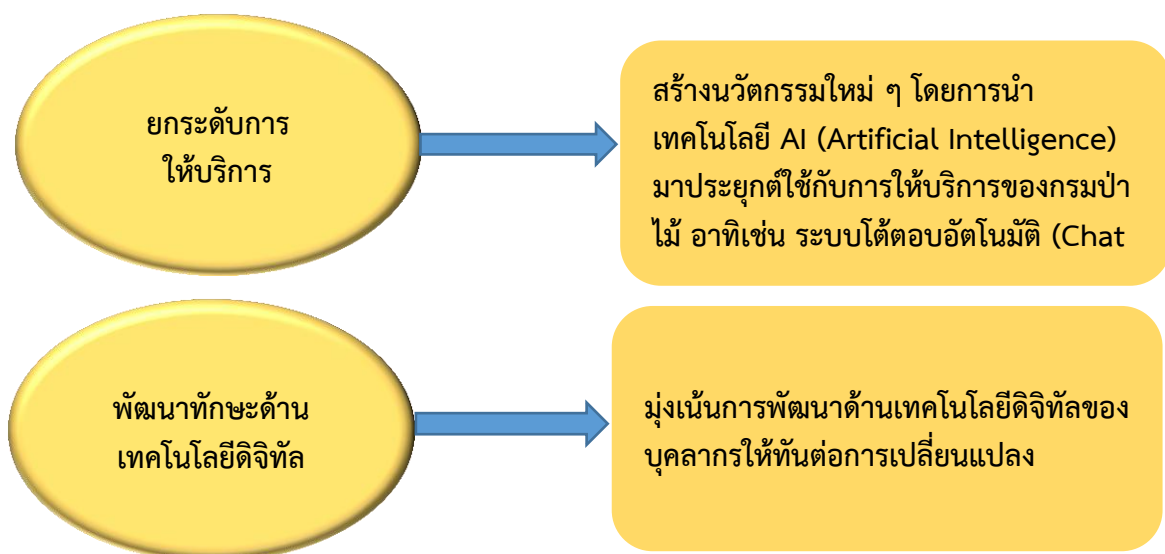 ยกระดับการ
ให้บริการ
สร้างนวัตกรรมใหม่ ๆ โดยการนำ
เทคโนโลยี AI (Artificial Intelligence)
มาประยุกต์ใช้กับการให้บริการของกรมป่า
ไม้ อาทิเช่น ระบบโต้ตอบอัตโนมัติ (Chat
พัฒนาทักษะด้าน
เทคโนโลยีดิจิทัล
มุ่งเน้นการพัฒนาด้านเทคโนโลยีดิจิทัลของ
บุคลากรให้ทันต่อการเปลี่ยนแปลง